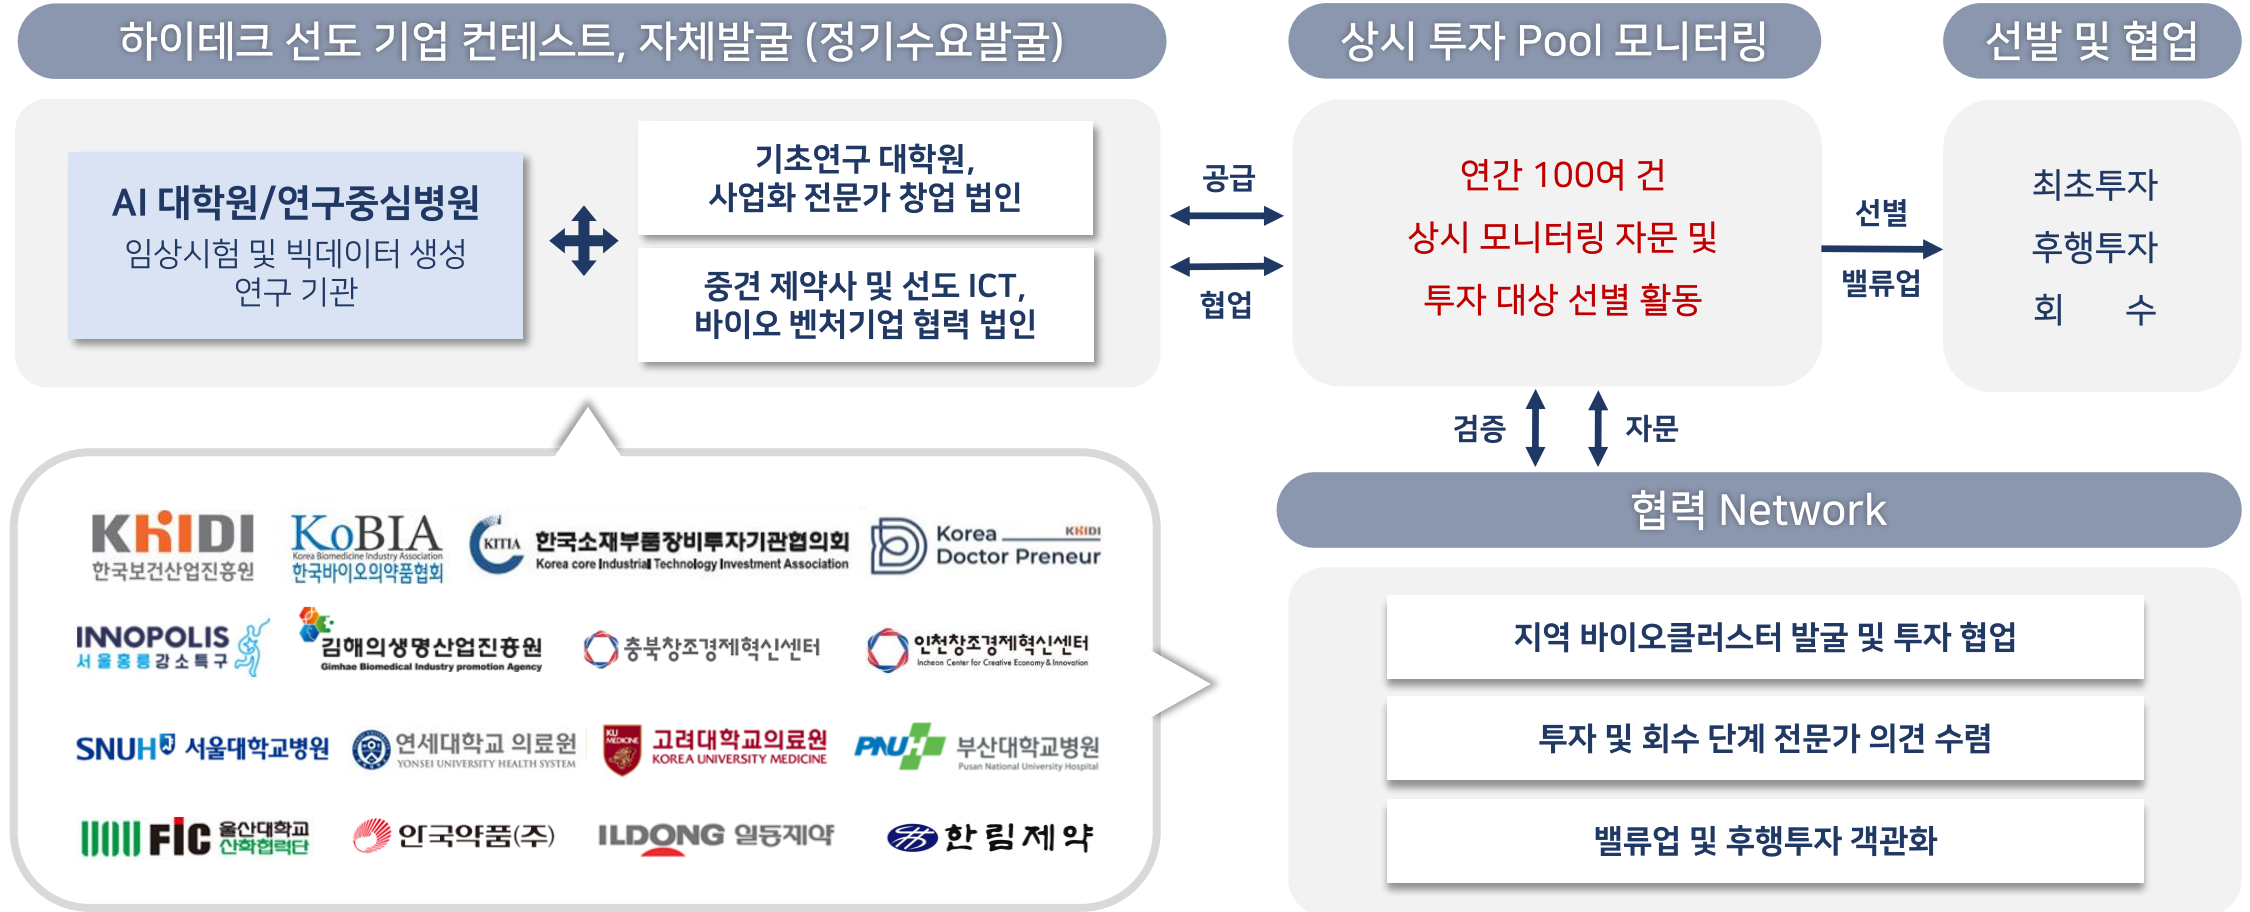 하이테크 선도 기업 컨테스트, 자체발굴 (정기수요발굴)
AI 대학원/연구중심병원
임상시험 및 빅데이터 생성
연구 기관
기초연구 대학원,
사업화 전문가 창업 법인
중견 제약사 및 선도 ICT,
바이오 벤처기업 협력 법인
공급
협업
상시 투자 Pool 모니터링
연간 100여 건
상시 모니터링 자문 및
투자 대상 선별 활동
선별
밸류업
선발 및 협업
최초투자
후행투자
회 수
검증
자문
KHIDI
한국보건산업진흥원
KoBIA
Korea Biomedicine Industry Association
한국바이오의약품협회
KITIA
한국소재부품장비투자기관협의회
Korea core Industrial Technology Investment Association
Korea
KHIDI
Doctor Preneur
INNOPOLIS
서울홍릉강소특구
김해의생명산업진흥원
Gimhae Biomedical Industry promotion Agency
충북창조경제혁신센터
인천창조경제혁신센터
Incheon Center for Creative Economy & Innovation
SNUH 서울대학교병원
연세대학교 의료원
YONSEI UNIVERSITY HEALTH SYSTEM
KU
MEDICINE
고려대학교의료원
KOREA UNIVERSITY MEDICINE
PNUH
부산대학교병원
Pusan National University Hospital
FIC
울산대학교
산학협력단
안국약품(주)
ILDONG 일동제약
한림제약
협력 Network
지역 바이오클러스터 발굴 및 투자 협업
투자 및 회수 단계 전문가 의견 수렴
밸류업 및 후행투자 객관화